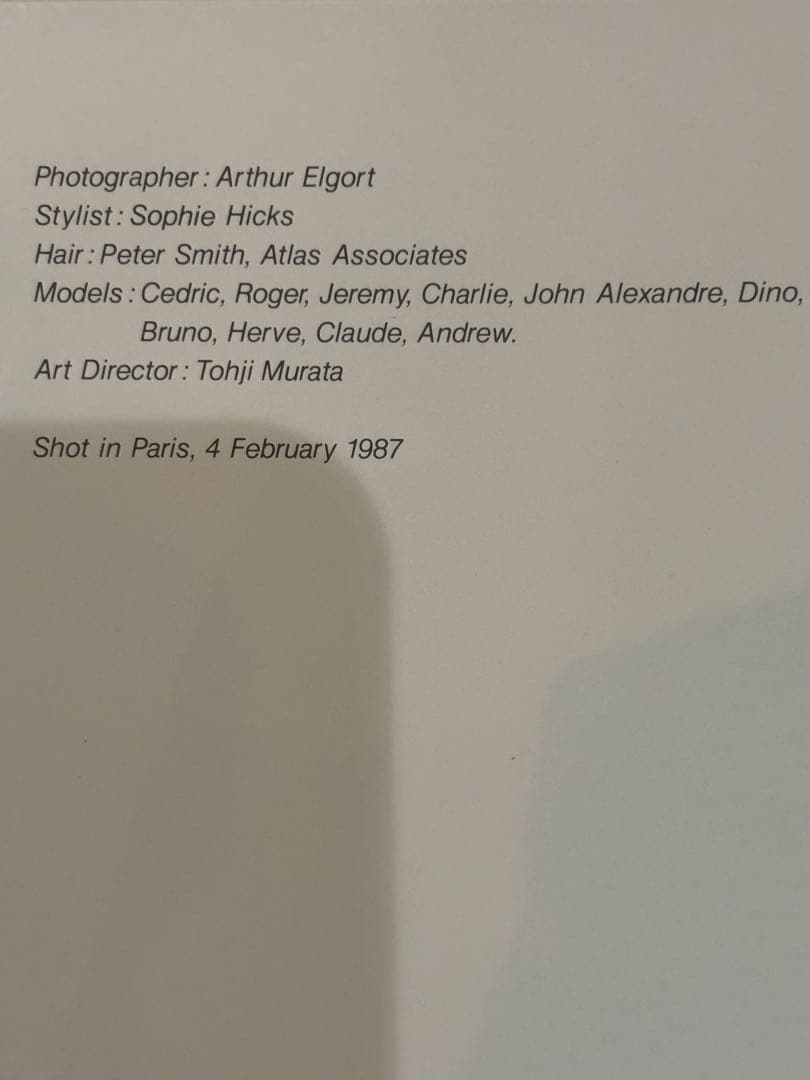 Photographer: Arthur Elgort
Stylist: Sophie Hicks
Hair: Peter Smith, Atlas Associates
Models: Cedric, Roger, Jeremy, Charlie, John Alexandre, Dino,
Bruno, Herve, Claude, Andrew.
Art Director: Tohji Murata
Shot in Paris, 4 February 1987